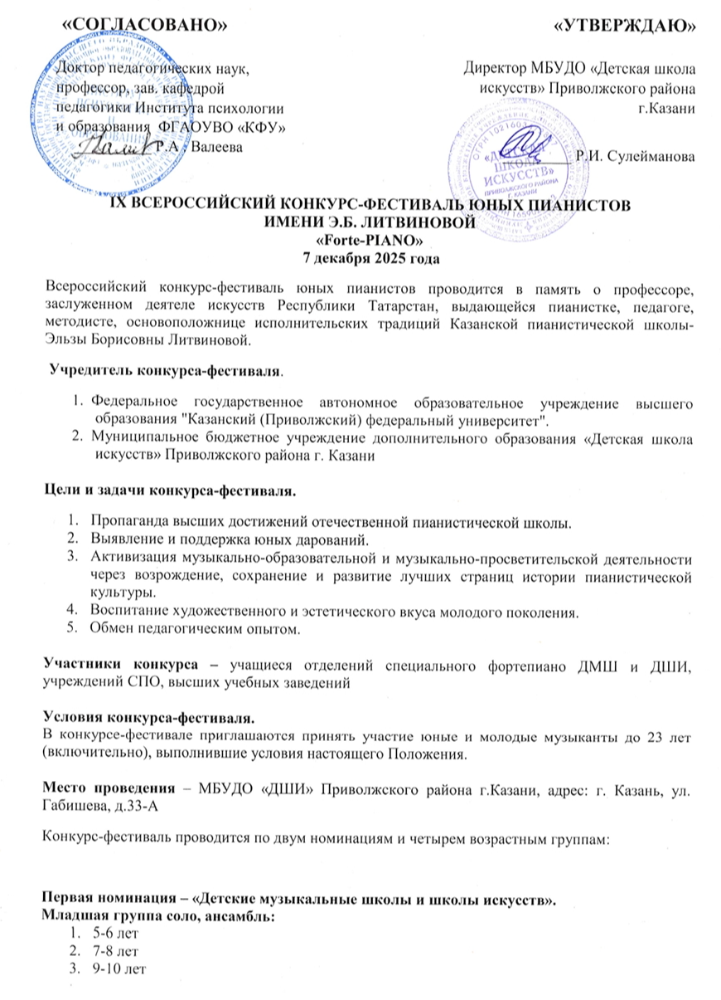 «СОГЛАСОВАНО»
«УТВЕРЖДАЮ»
Доктор педагогических наук,
профессор, зав. кафедрой
педагогики Института психологии
и образования ФГАОУВО «КФУ»
Р.А. Валеева
Директор МБУДО «Детская школа
искусств» Приволжского района
г.Казани
Р.И. Сулейманова
«ДЕТСКАЯ
ШКОЛА
ИСКУССТВ»
ПРИВОЛЖСКОГО РАЙОНА
Г. КАЗАНИ
IX ВСЕРОССИЙСКИЙ КОНКУРС-ФЕСТИВАЛЬ ЮНЫХ ПИАНИСТОВ
ИМЕНИ Э.Б. ЛИТВИНОВОЙ
«Forte-PIANO»
7 декабря 2025 года
Всероссийский конкурс-фестиваль юных пианистов проводится в память о профессоре,
заслуженном деятеле искусств Республики Татарстан, выдающейся пианистке, педагоге,
методисте, основоположнице исполнительских традиций Казанской пианистической школы-
Эльзы Борисовны Литвиновой.
Учредитель конкурса-фестиваля.
1. Федеральное государственное автономное образовательное учреждение высшего
образования "Казанский (Приволжский) федеральный университет".
2. Муниципальное бюджетное учреждение дополнительного образования «Детская школа
искусств» Приволжского района г. Казани
Цели и задачи конкурса-фестиваля.
1. Пропаганда высших достижений отечественной пианистической школы.
2. Выявление и поддержка юных дарований.
3. Активизация музыкально-образовательной и музыкально-просветительской деятельности
через возрождение, сохранение и развитие лучших страниц истории пианистической
культуры.
4. Воспитание художественного и эстетического вкуса молодого поколения.
5. Обмен педагогическим опытом.
Участники конкурса – учащиеся отделений специального фортепиано ДМШ и ДШИ,
учреждений СПО, высших учебных заведений
Условия конкурса-фестиваля.
В конкурсе-фестивале приглашаются принять участие юные и молодые музыканты до 23 лет
(включительно), выполнившие условия настоящего Положения.
Место проведения – МБУДО «ДШИ» Приволжского района г.Казани, адрес: г. Казань, ул.
Габишева, д.33-А
Конкурс-фестиваль проводится по двум номинациям и четырем возрастным группам:
Первая номинация – «Детские музыкальные школы и школы искусств».
Младшая группа соло, ансамбль:
1. 5-6 лет
2. 7-8 лет
3. 9-10 лет